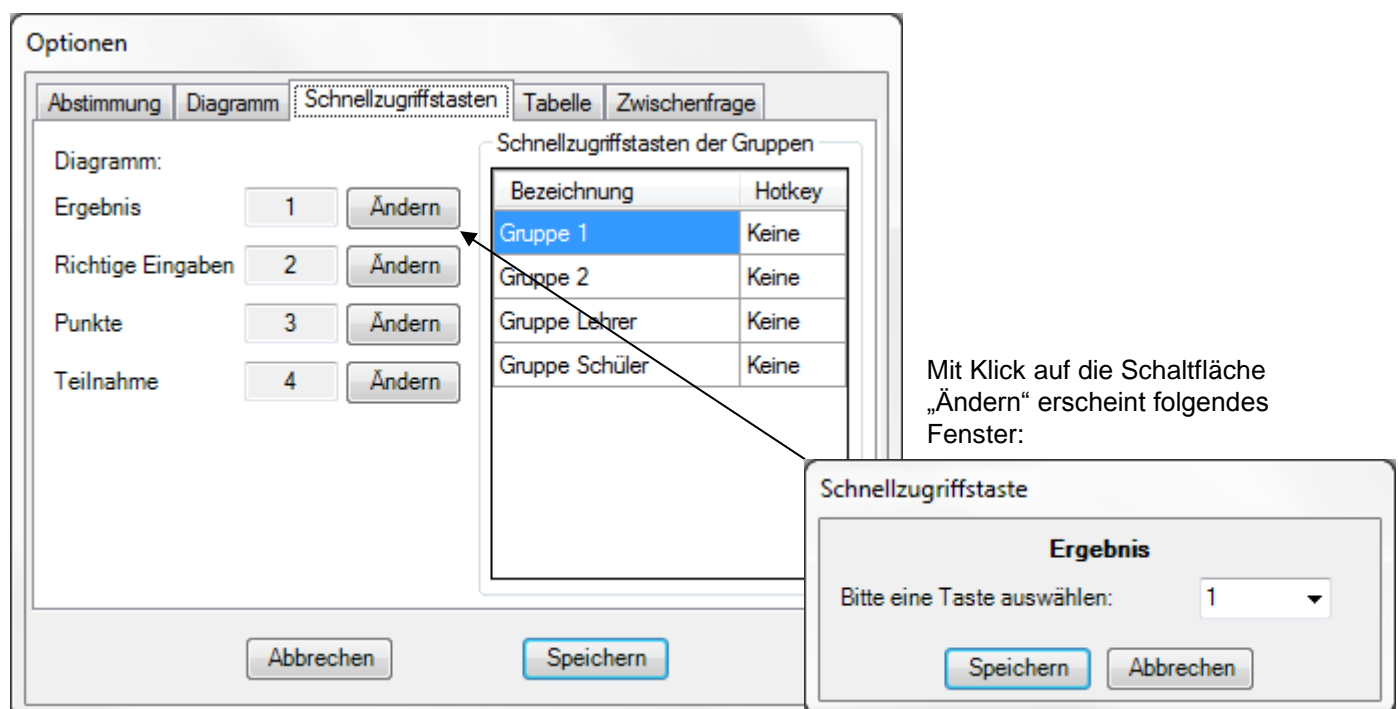 Optionen
Abstimmung Diagramm Schnellzugriffstasten Tabelle Zwischenfrage
Diagramm:
Ergebnis 1 Ändern
Richtige Eingaben 2 Ändern
Punkte 3 Ändern
Teilnahme 4 Ändern
Schnellzugriffstasten der Gruppen
Bezeichnung Hotkey
Gruppe 1 Keine
Gruppe 2 Keine
Gruppe Lehrer Keine
Gruppe Schüler Keine
Abbrechen Speichern
Mit Klick auf die Schaltfläche
„Ändern“ erscheint folgendes
Fenster:
Schnellzugriffstaste
Ergebnis
Bitte eine Taste auswählen: 1
Speichern Abbrechen